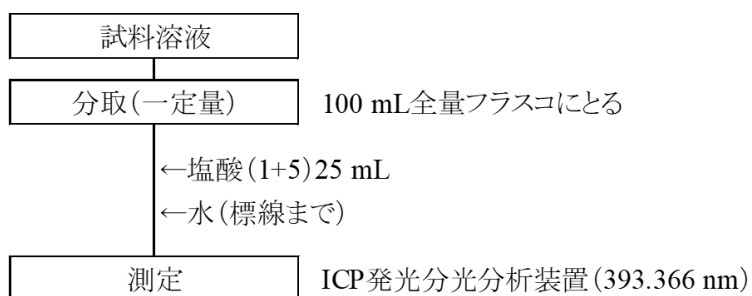 試料溶液
分取(一定量) 100 mL全量フラスコにとる
←塩酸(1+5)25 mL
←水(標線まで)
測定 ICP発光分光分析装置(393.366 nm)